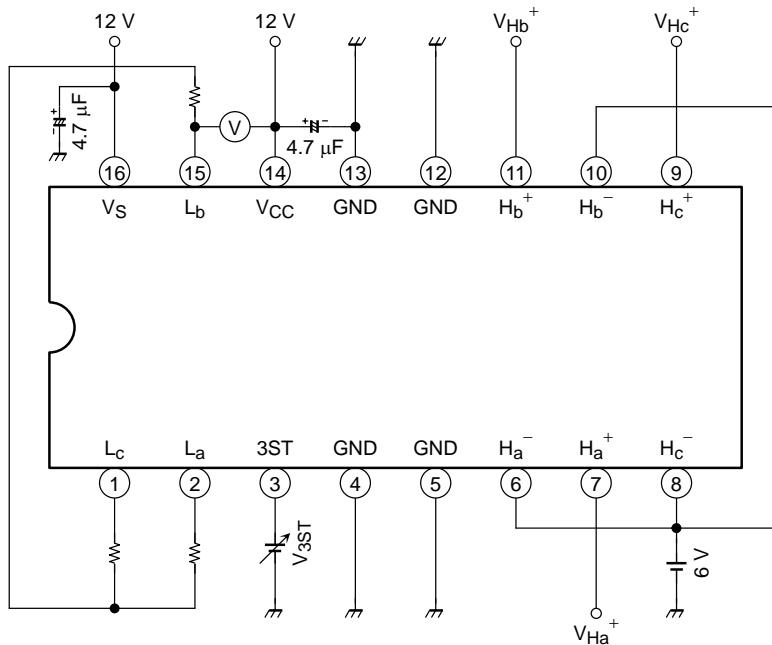 12 V
12 V
VHb+
VHc+
- +
4.7 μF
V
+ -
4.7 μF
16
15
14
13
12
11
10
9
VS
Lb
VCC
GND
GND
Hb+
Hb−
Hc+
Lc
La
3ST
GND
GND
Ha−
Ha+
Hc−
1
2
3
4
5
6
7
8
V3ST
6 V
VHa+